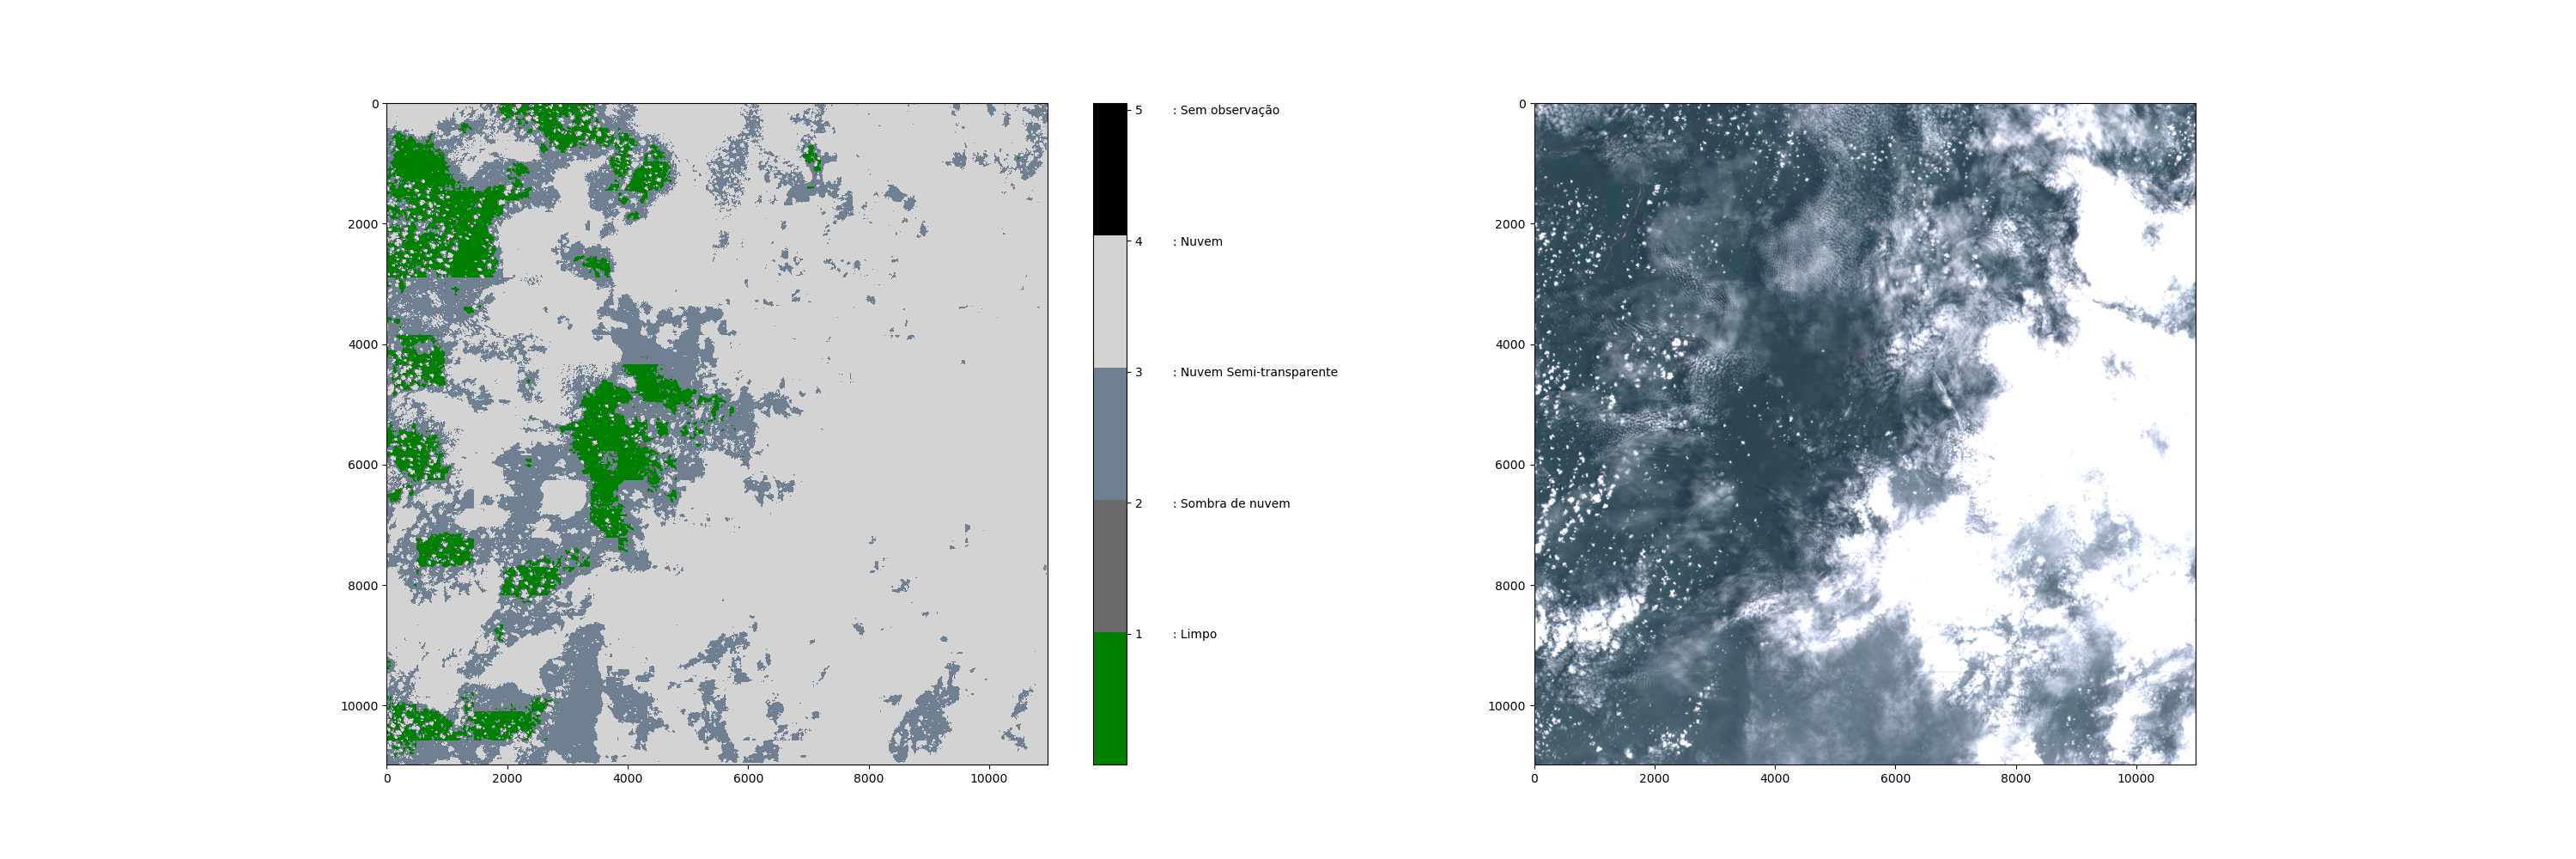 0
2000
4000
6000
8000
10000
0 2000 4000 6000 8000 10000
5 : Sem observação
4 : Nuvem
3 : Nuvem Semi-transparente
2 : Sombra de nuvem
1 : Limpo
0
2000
4000
6000
8000
10000
0 2000 4000 6000 8000 10000